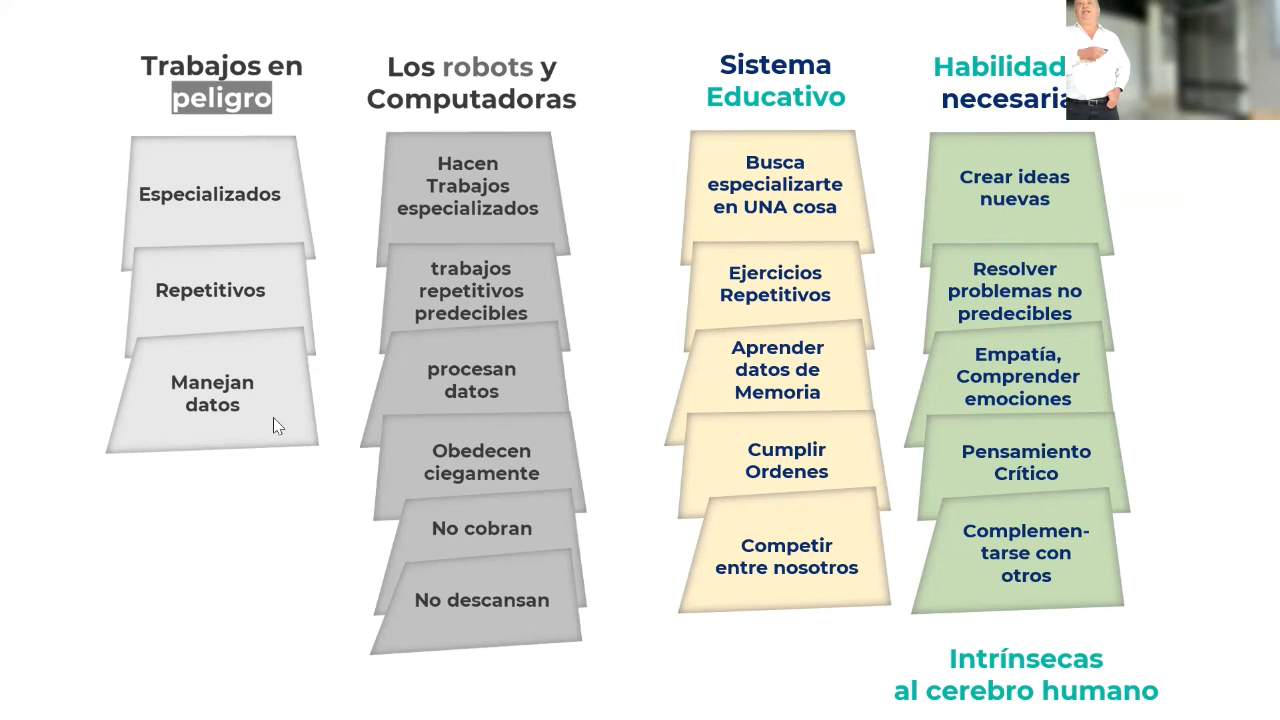 Trabajos en
peligro
Especializados
Repetitivos
Manejan
datos
Los robots y
Computadoras
Hacen
Trabajos
especializados
trabajos
repetitivos
predecibles
procesan
datos
Obedecen
ciegamente
No cobran
No descansan
Sistema
Educativo
Busca
especializarte
en UNA cosa
Ejercicios
Repetitivos
Aprender
datos de
Memoria
Cumplir
Ordenes
Competir
entre nosotros
Habilidad
necesaria
Crear ideas
nuevas
Resolver
problemas no
predecibles
Empatía,
Comprender
emociones
Pensamiento
Crítico
Complemen-
tarse con
otros
Intrínsecas
al cerebro humano